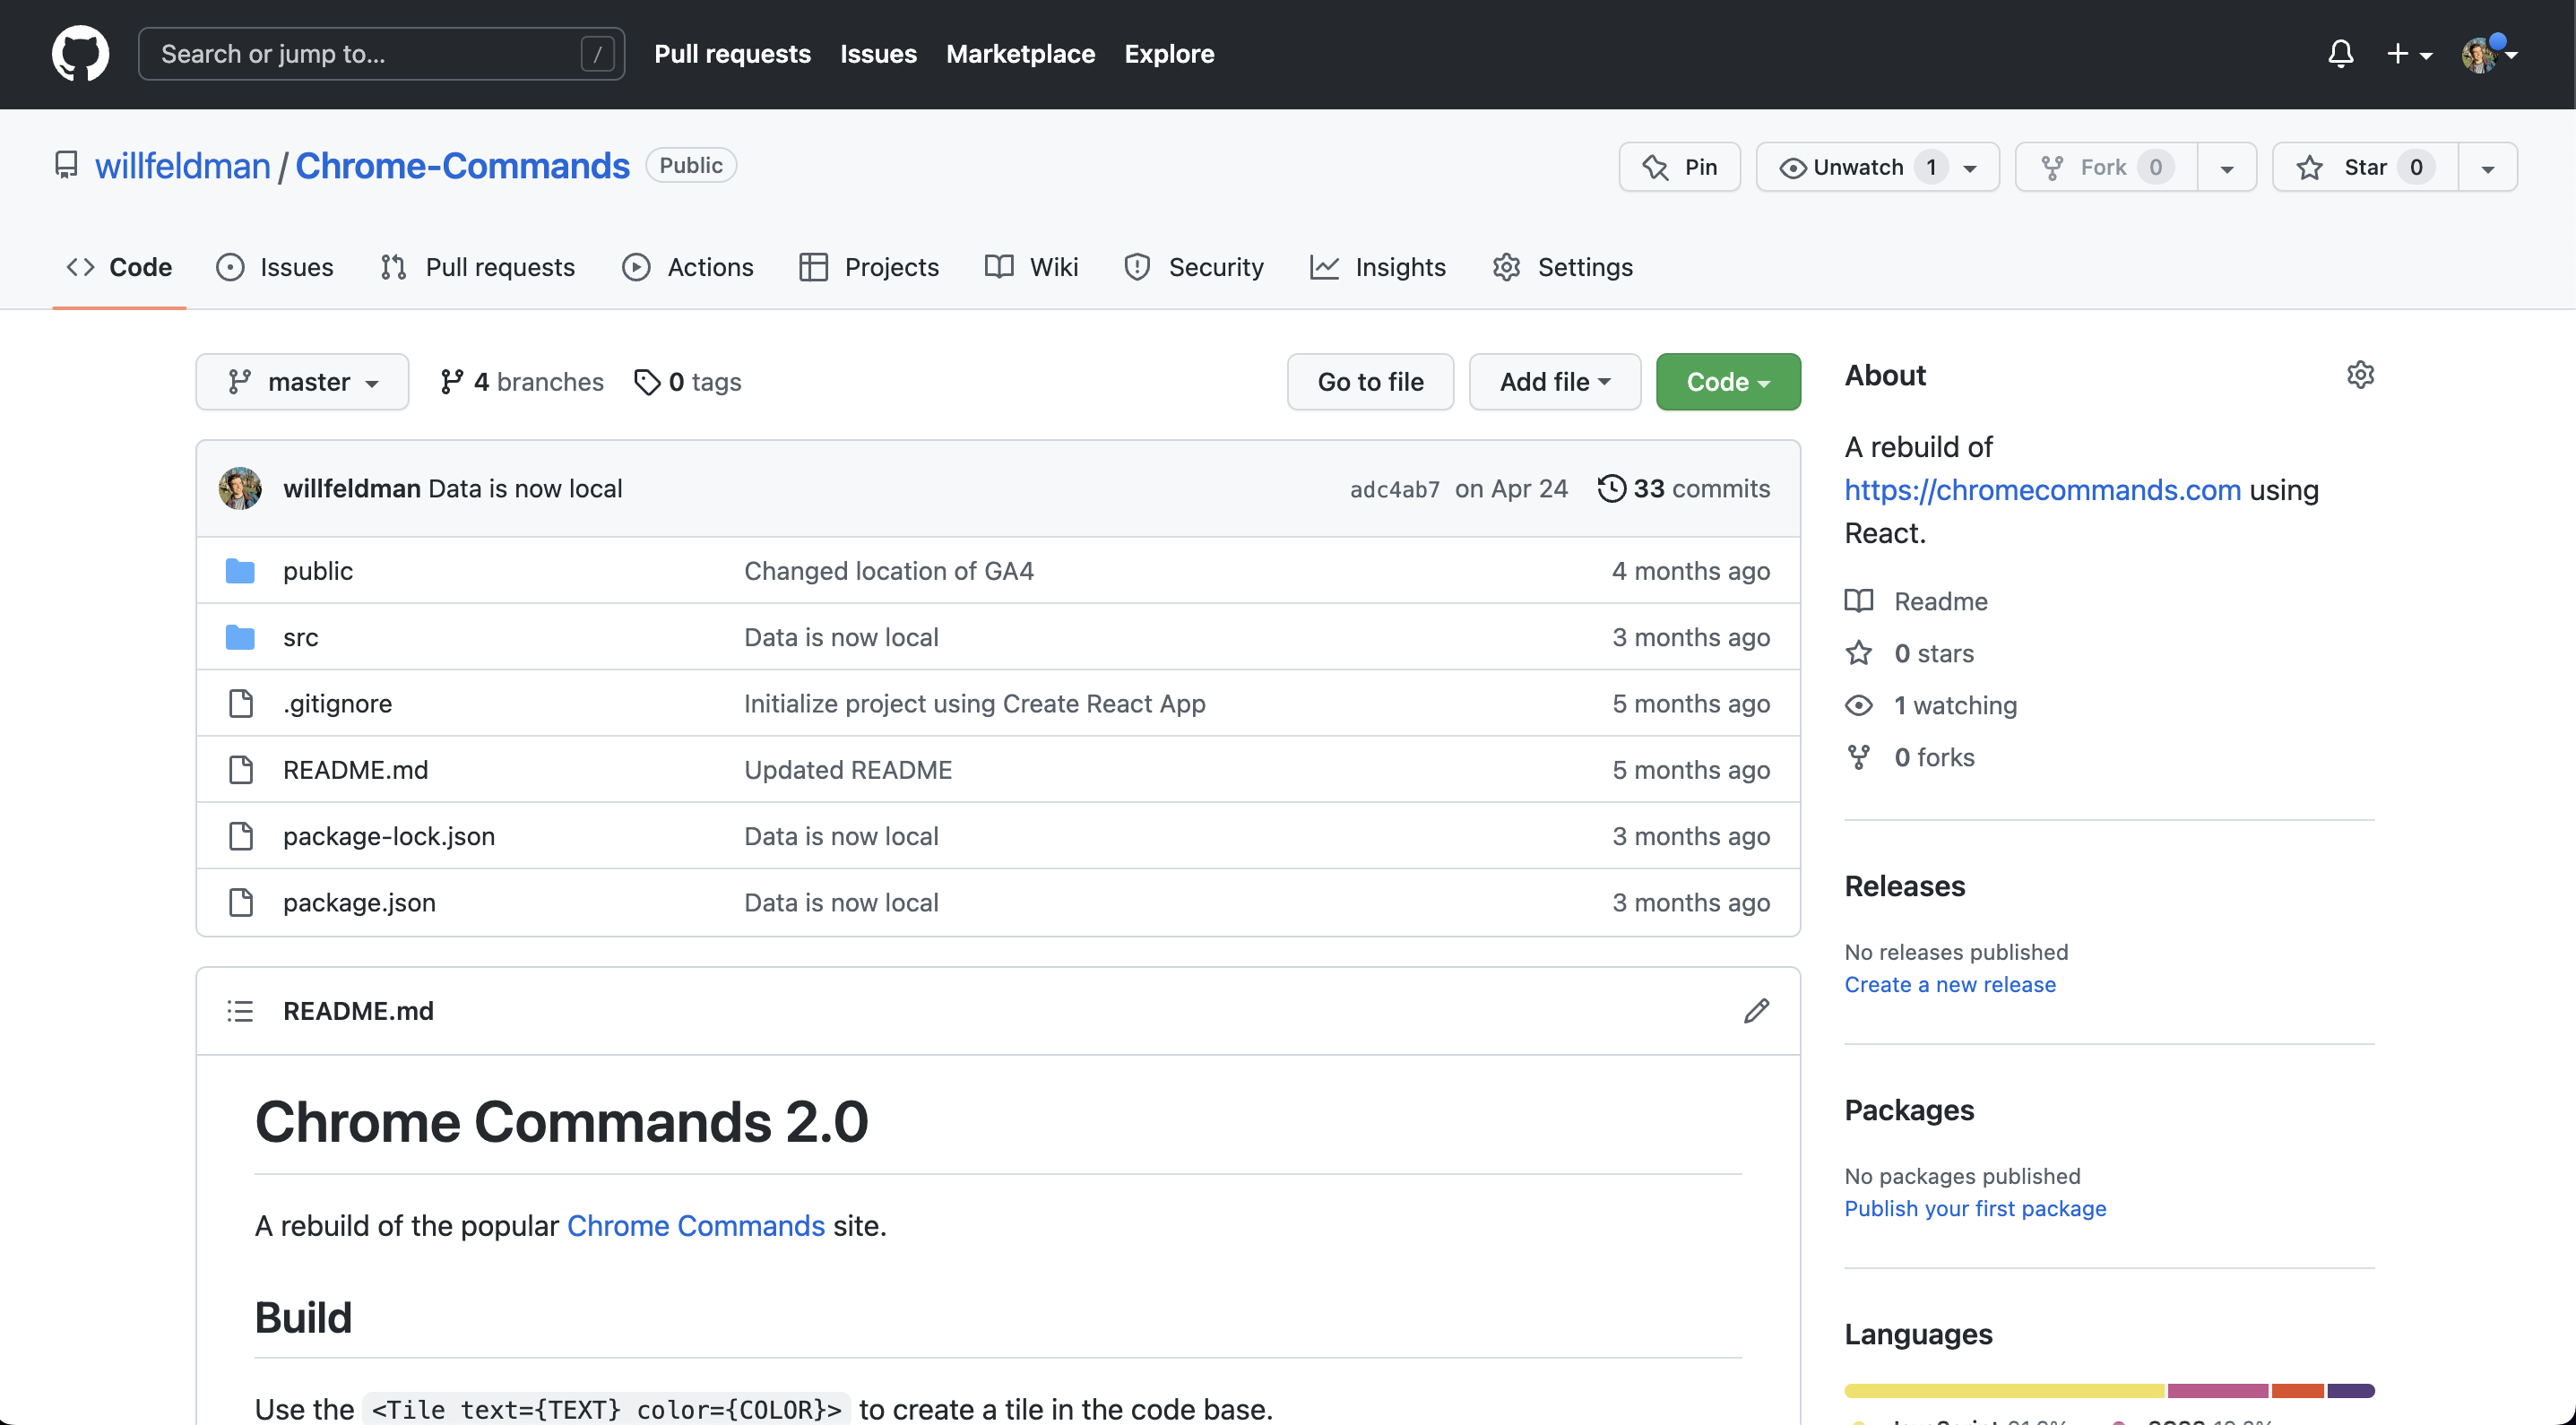 Search or jump to... /
Pull requests
Issues
Marketplace
Explore
willfeldman / Chrome-Commands Public
Pin
Unwatch 1
Fork 0
Star 0
Code
Issues
Pull requests
Actions
Projects
Wiki
Security
Insights
Settings
master
4 branches
0 tags
Go to file
Add file
Code
willfeldman Data is now local adc4ab7 on Apr 24 33 commits
public Changed location of GA4 4 months ago
src Data is now local 3 months ago
.gitignore Initialize project using Create React App 5 months ago
README.md Updated README 5 months ago
package-lock.json Data is now local 3 months ago
package.json Data is now local 3 months ago
README.md
Chrome Commands 2.0
A rebuild of the popular Chrome Commands site.
Build
Use the <Tile text={TEXT} color={COLOR}> to create a tile in the code base.
About
A rebuild of
https://chromecommands.com using
React.
Readme
0 stars
1 watching
0 forks
Releases
No releases published
Create a new release
Packages
No packages published
Publish your first package
Languages